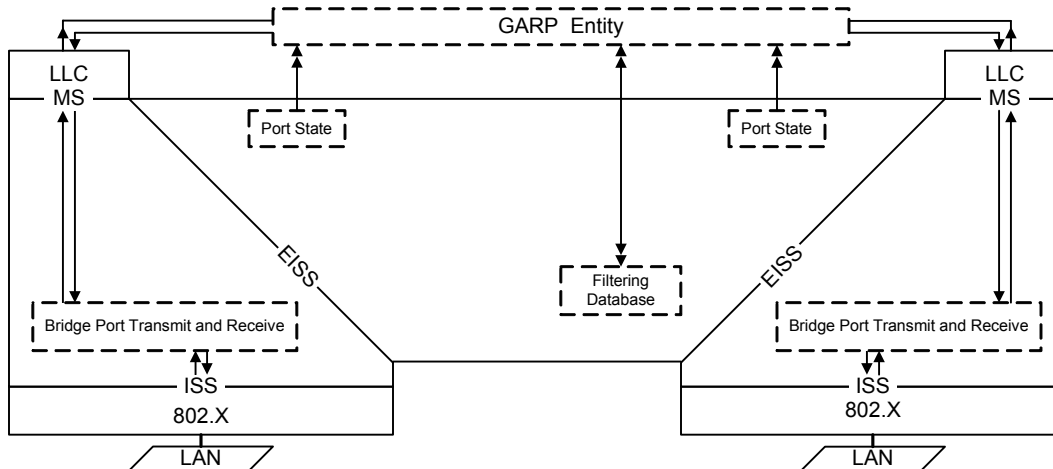 GARP Entity
LLC
MS
LLC
MS
Port State
Port State
EISS
EISS
Filtering
Database
Bridge Port Transmit and Receive
Bridge Port Transmit and Receive
ISS
ISS
802.X
802.X
LAN
LAN